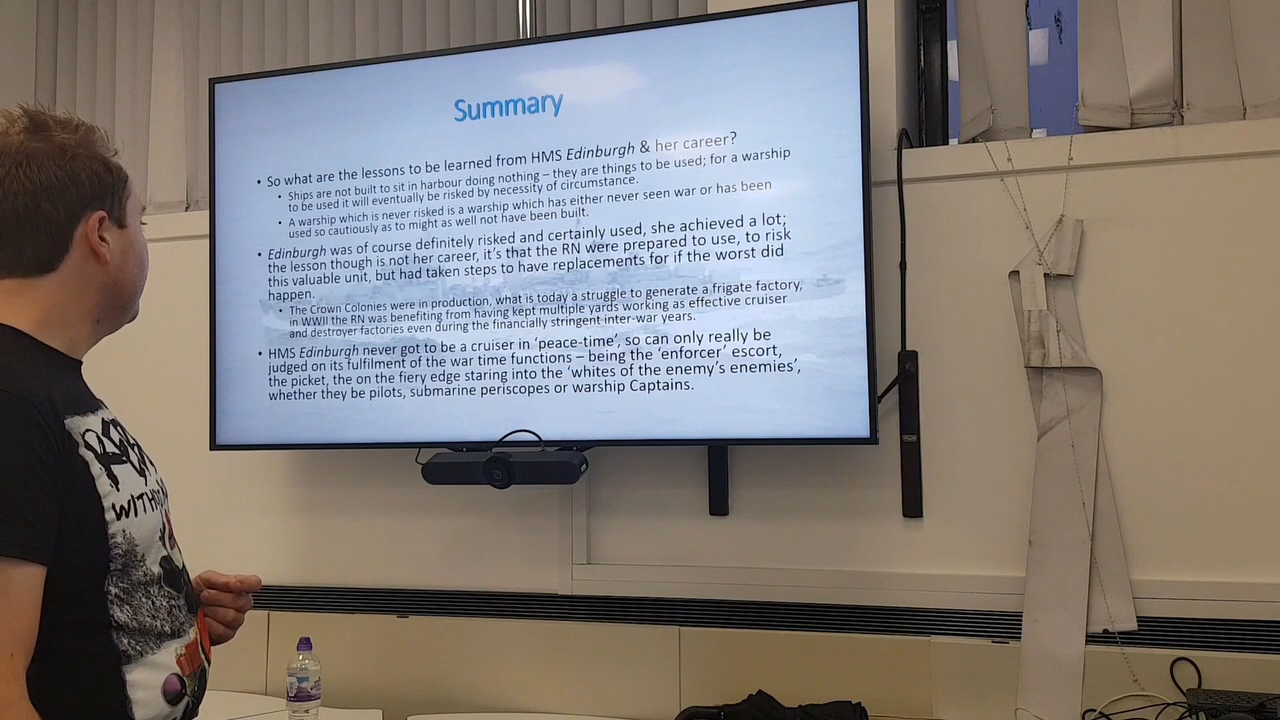 Summary
• So what are the lessons to be learned from HMS Edinburgh & her career?
• Ships are not built to sit in harbour doing nothing – they are things to be used; for a warship
to be used it will eventually be risked by necessity of circumstance.
• A warship which is never risked is a warship which has either never seen war or has been
used so cautiously as to might as well not have been built.
• Edinburgh was of course definitely risked and certainly used, she achieved a lot;
the lesson though is not her career, it's that the RN were prepared to use, to risk
this valuable unit, but had taken steps to have replacements for if the worst did
happen.
• The Crown Colonies were in production, what is today a struggle to generate a frigate factory,
in WWII the RN was benefiting from having kept multiple yards working as effective cruiser
and destroyer factories even during the financially stringent inter-war years.
• HMS Edinburgh never got to be a cruiser in 'peace-time', so can only really be
judged on its fulfilment of the war time functions – being the 'enforcer' escort,
the picket, the on the fiery edge staring into the 'whites of the enemy's enemies',
whether they be pilots, submarine periscopes or warship Captains.